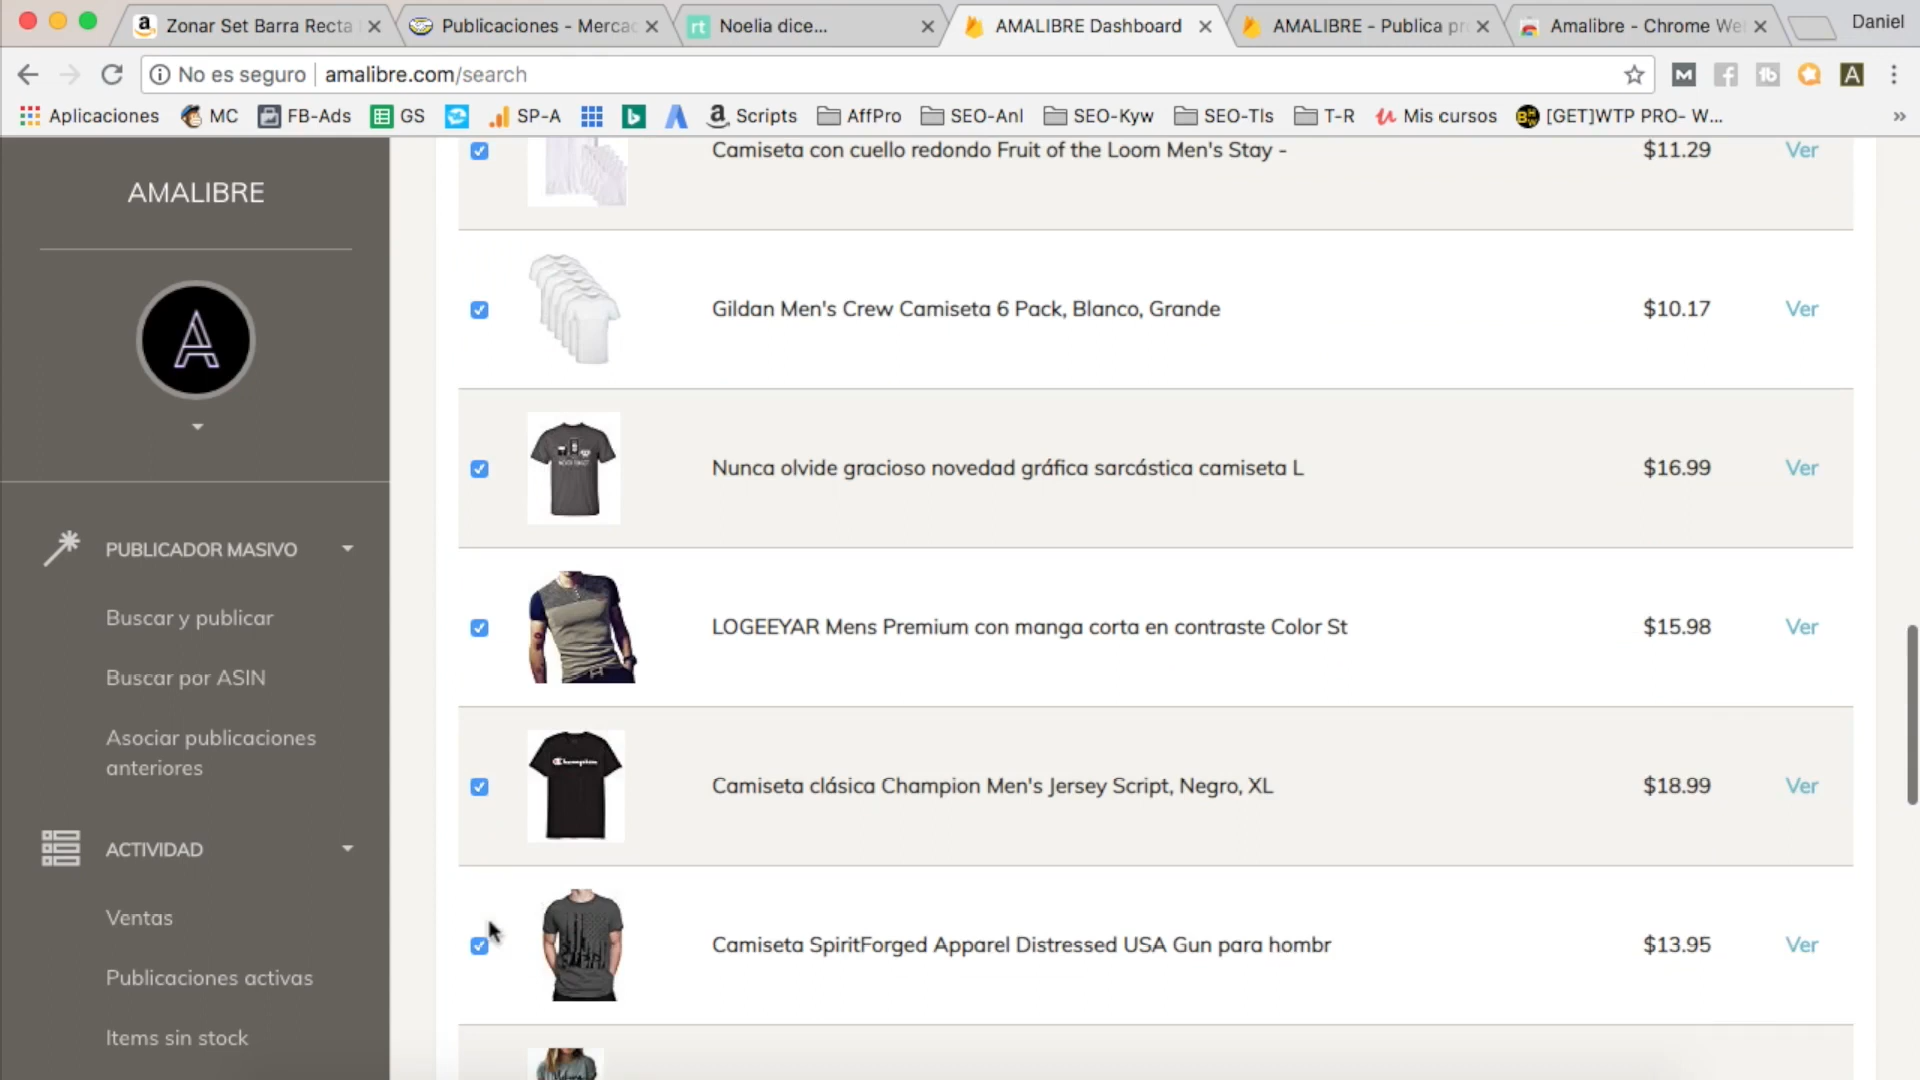 Zonar Set Barra Recta
Publicaciones - Mercac
Noelia dice...
AMALIBRE Dashboard
AMALIBRE - Publica pr
Amalibre - Chrome We
Daniel
No es seguro
amalibre.com/search
Aplicaciones
MC
FB-Ads
GS
SP-A
Scripts
AffPro
SEO-Anl
SEO-Kyw
SEO-Tls
T-R
Mis cursos
[GET]WTP PRO- W...
AMALIBRE
PUBLICADOR MASIVO
Buscar y publicar
Buscar por ASIN
Asociar publicaciones
anteriores
ACTIVIDAD
Ventas
Publicaciones activas
Items sin stock
Camiseta con cuello redondo Fruit of the Loom Men's Stay - $11.29 Ver
Gildan Men's Crew Camiseta 6 Pack, Blanco, Grande $10.17 Ver
Nunca olvide gracioso novedad gráfica sarcástica camiseta L $16.99 Ver
LOGEEYAR Mens Premium con manga corta en contraste Color St $15.98 Ver
Camiseta clásica Champion Men's Jersey Script, Negro, XL $18.99 Ver
Camiseta SpiritForged Apparel Distressed USA Gun para hombr $13.95 Ver